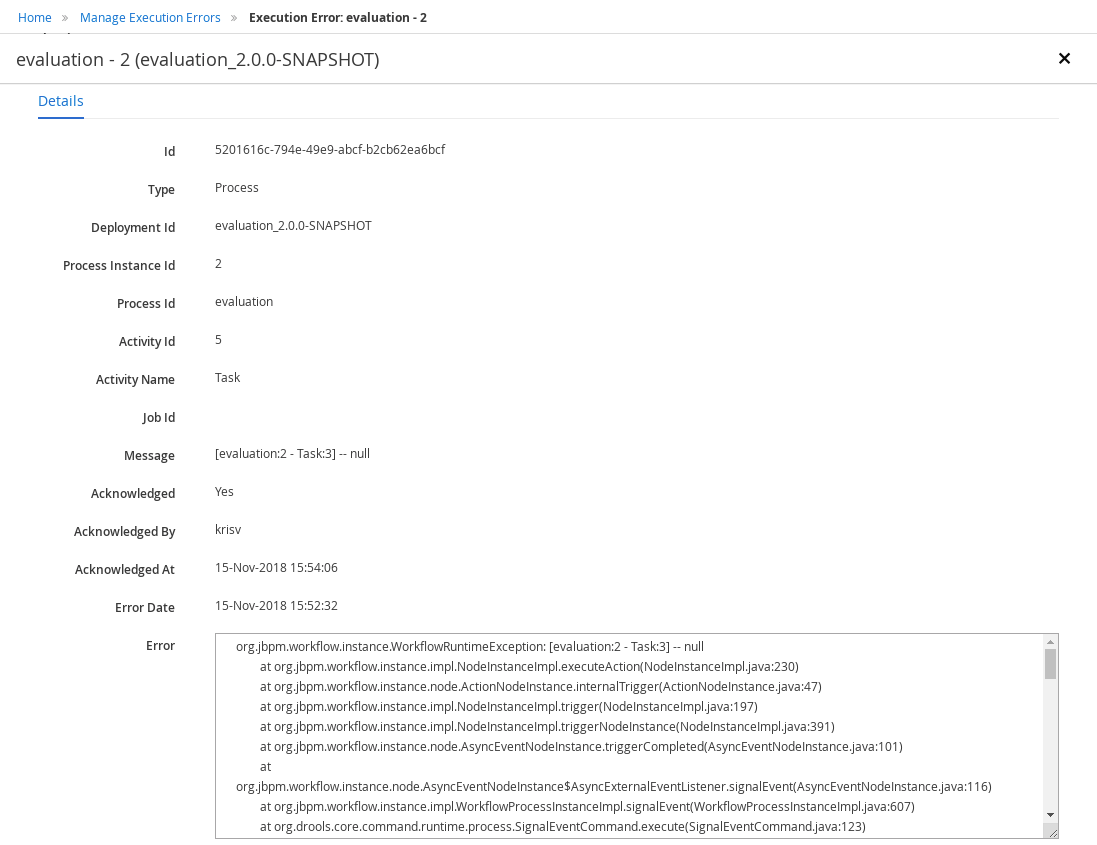 Home » Manage Execution Errors » Execution Error: evaluation - 2
evaluation - 2 (evaluation_2.0.0-SNAPSHOT)
Details
Id 5201616c-794e-49e9-abcf-b2cb62ea6bcf
Type Process
Deployment Id evaluation_2.0.0-SNAPSHOT
Process Instance Id 2
Process Id evaluation
Activity Id 5
Activity Name Task
Job Id
Message [evaluation:2 - Task:3] -- null
Acknowledged Yes
Acknowledged By krisv
Acknowledged At 15-Nov-2018 15:54:06
Error Date 15-Nov-2018 15:52:32
Error org.jbpm.workflow.instance.WorkflowRuntimeException: [evaluation:2 - Task:3] -- null
at org.jbpm.workflow.instance.impl.NodeInstanceImpl.executeAction(NodeInstanceImpl.java:230)
at org.jbpm.workflow.instance.node.ActionNodeInstance.internalTrigger(ActionNodeInstance.java:47)
at org.jbpm.workflow.instance.impl.NodeInstanceImpl.trigger(NodeInstanceImpl.java:197)
at org.jbpm.workflow.instance.impl.NodeInstanceImpl.triggerNodeInstance(NodeInstanceImpl.java:391)
at org.jbpm.workflow.instance.node.AsyncEventNodeInstance.triggerCompleted(AsyncEventNodeInstance.java:101)
at
org.jbpm.workflow.instance.node.AsyncEventNodeInstance$AsyncExternalEventListener.signalEvent(AsyncEventNodeInstance.java:116)
at org.jbpm.workflow.instance.impl.WorkflowProcessInstanceImpl.signalEvent(WorkflowProcessInstanceImpl.java:607)
at org.drools.core.command.runtime.process.SignalEventCommand.execute(SignalEventCommand.java:123)